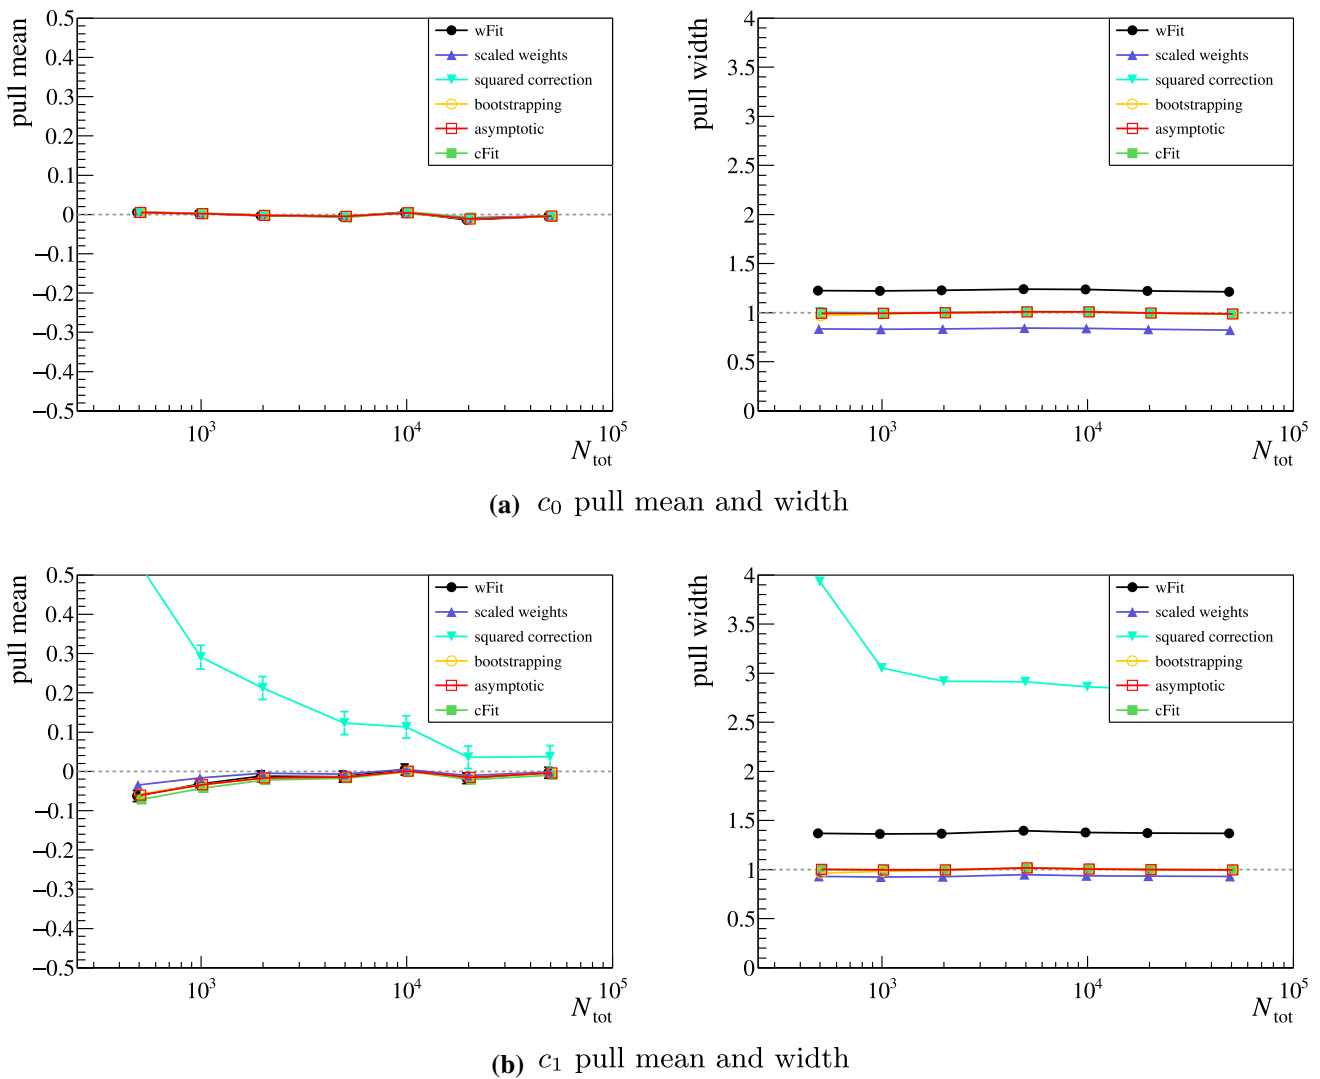 pull mean
0.5
0.4
0.3
0.2
0.1
0
−0.1
−0.2
−0.3
−0.4
−0.5
wFit
scaled weights
squared correction
bootstrapping
asymptotic
cFit
10³
10⁴
10⁵
N_tot
pull width
4
3.5
3
2.5
2
1.5
1
0.5
0
wFit
scaled weights
squared correction
bootstrapping
asymptotic
cFit
10³
10⁴
10⁵
N_tot
(a) c₀ pull mean and width
pull mean
0.5
0.4
0.3
0.2
0.1
0
−0.1
−0.2
−0.3
−0.4
−0.5
wFit
scaled weights
squared correction
bootstrapping
asymptotic
cFit
10³
10⁴
10⁵
N_tot
pull width
4
3.5
3
2.5
2
1.5
1
0.5
0
wFit
scaled weights
squared correction
bootstrapping
asymptotic
cFit
10³
10⁴
10⁵
N_tot
(b) c₁ pull mean and width